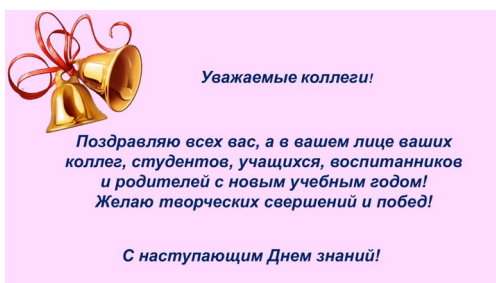 Уважаемые коллеги!
Поздравляю всех вас, а в вашем лице ваших
коллег, студентов, учащихся, воспитанников
и родителей с новым учебным годом!
Желаю творческих свершений и побед!
С наступающим Днем знаний!